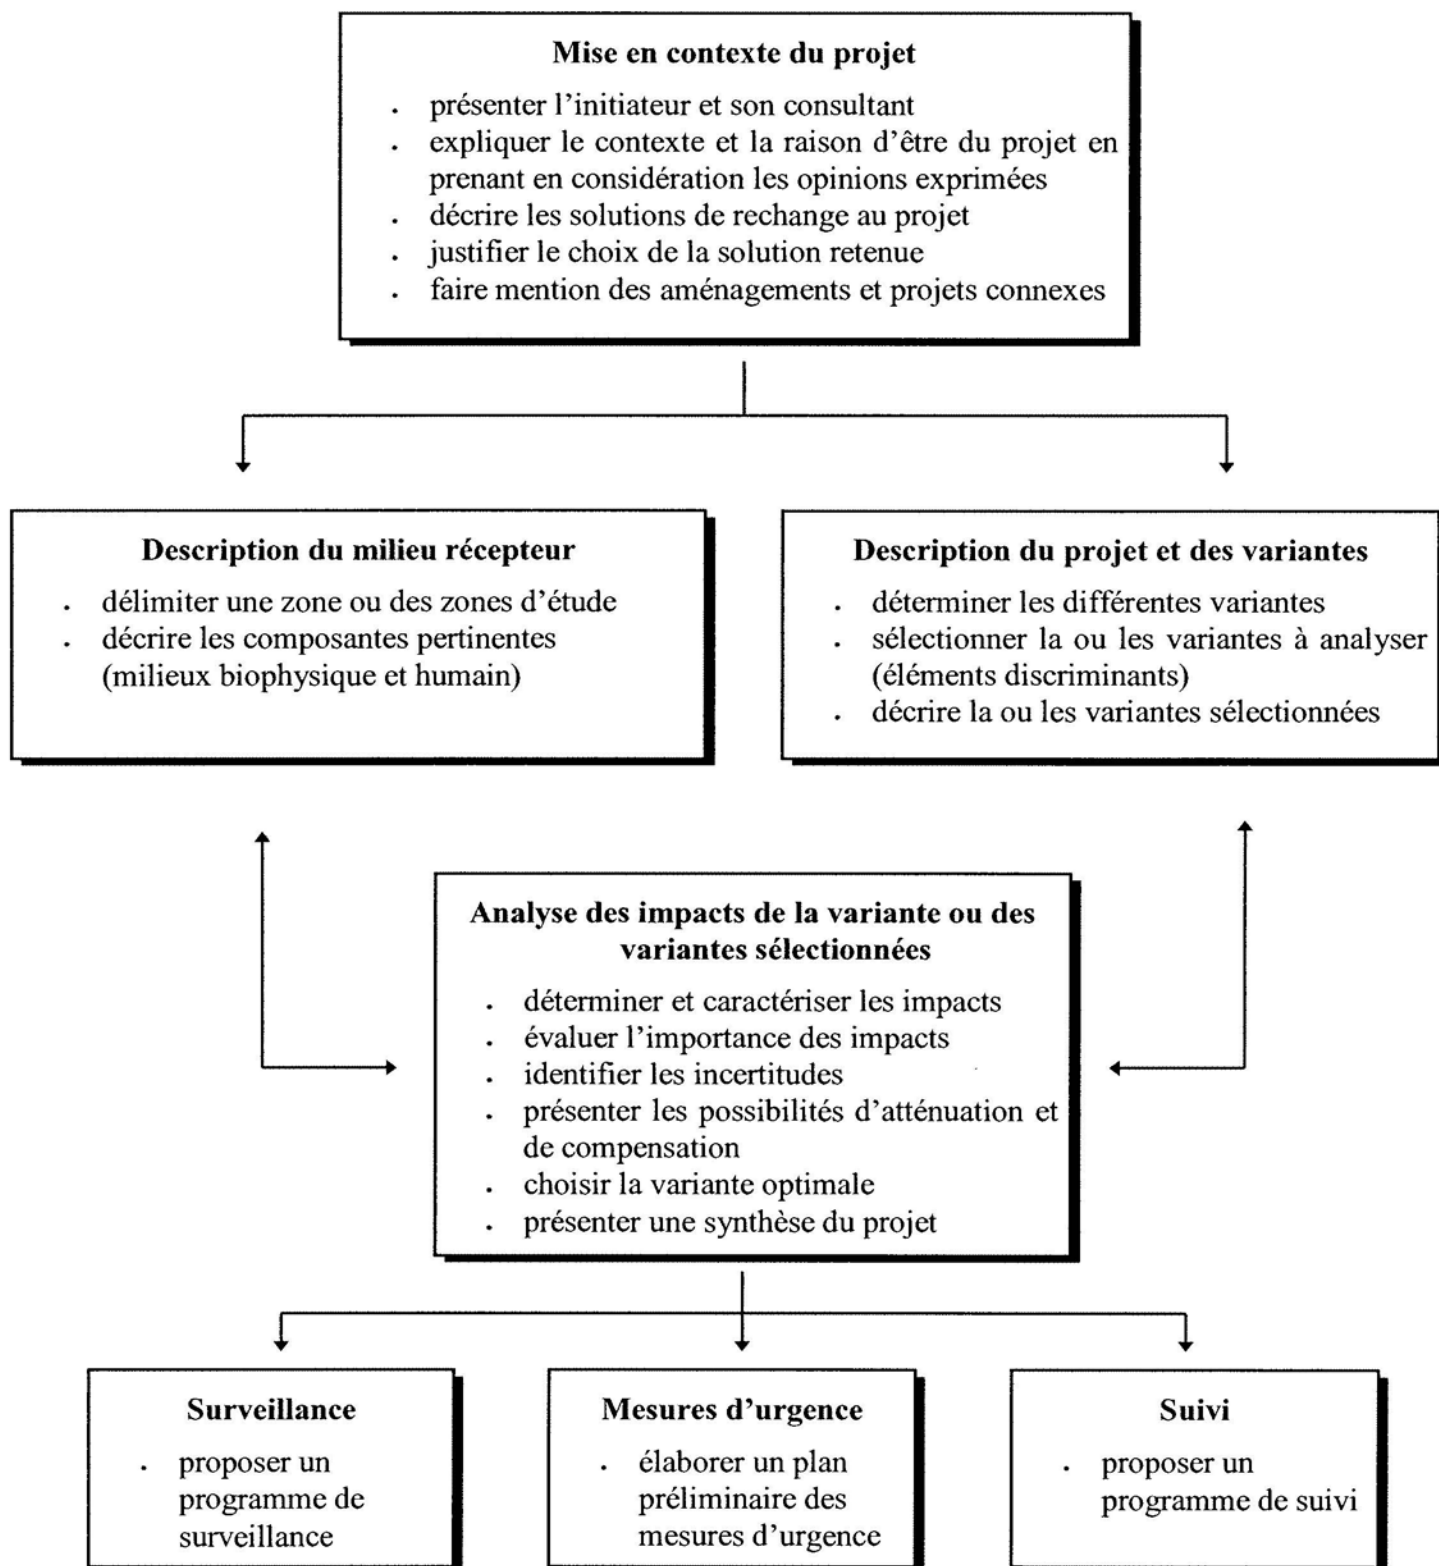 Mise en contexte du projet
. présenter l’initiateur et son consultant
. expliquer le contexte et la raison d’être du projet en
prenant en considération les opinions exprimées
. décrire les solutions de rechange au projet
. justifier le choix de la solution retenue
. faire mention des aménagements et projets connexes
Description du milieu récepteur
. délimiter une zone ou des zones d’étude
. décrire les composantes pertinentes
(milieux biophysique et humain)
Description du projet et des variantes
. déterminer les différentes variantes
. sélectionner la ou les variantes à analyser
(éléments discriminants)
. décrire la ou les variantes sélectionnées
Analyse des impacts de la variante ou des
variantes sélectionnées
. déterminer et caractériser les impacts
. évaluer l’importance des impacts
. identifier les incertitudes
. présenter les possibilités d’atténuation et
de compensation
. choisir la variante optimale
. présenter une synthèse du projet
Surveillance
. proposer un
programme de
surveillance
Mesures d’urgence
. élaborer un plan
préliminaire des
mesures d’urgence
Suivi
. proposer un
programme de suivi